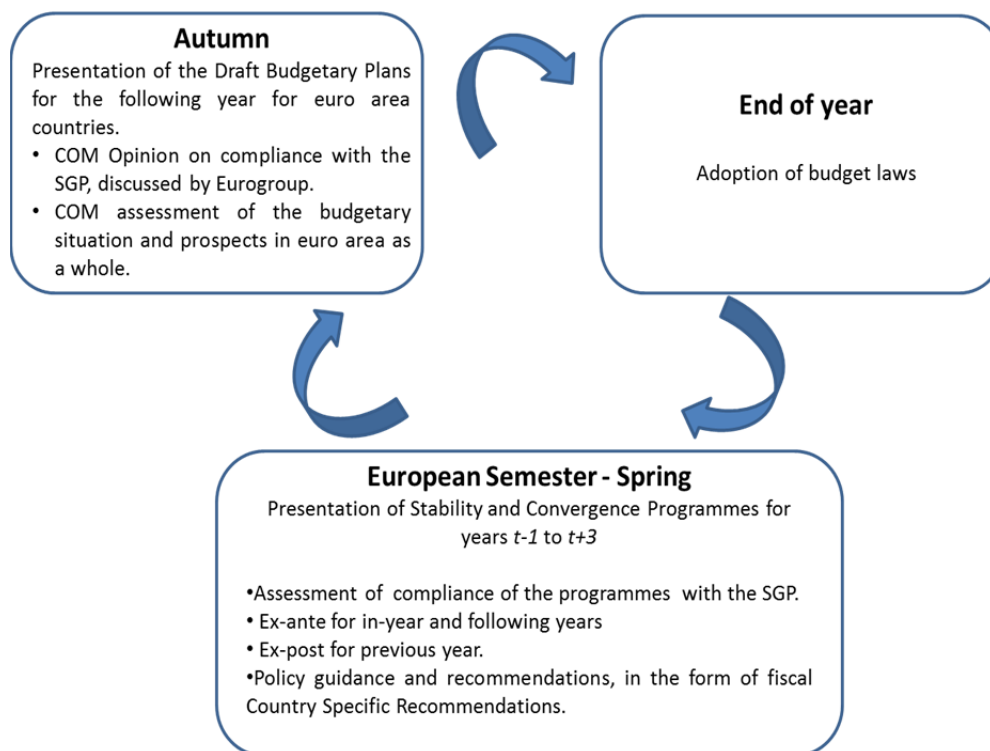 Autumn
Presentation of the Draft Budgetary Plans
for the following year for euro area
countries.
• COM Opinion on compliance with the
SGP, discussed by Eurogroup.
• COM assessment of the budgetary
situation and prospects in euro area as
a whole.
End of year
Adoption of budget laws
European Semester - Spring
Presentation of Stability and Convergence Programmes for
years t-1 to t+3
•Assessment of compliance of the programmes with the SGP.
• Ex-ante for in-year and following years
• Ex-post for previous year.
•Policy guidance and recommendations, in the form of fiscal
Country Specific Recommendations.